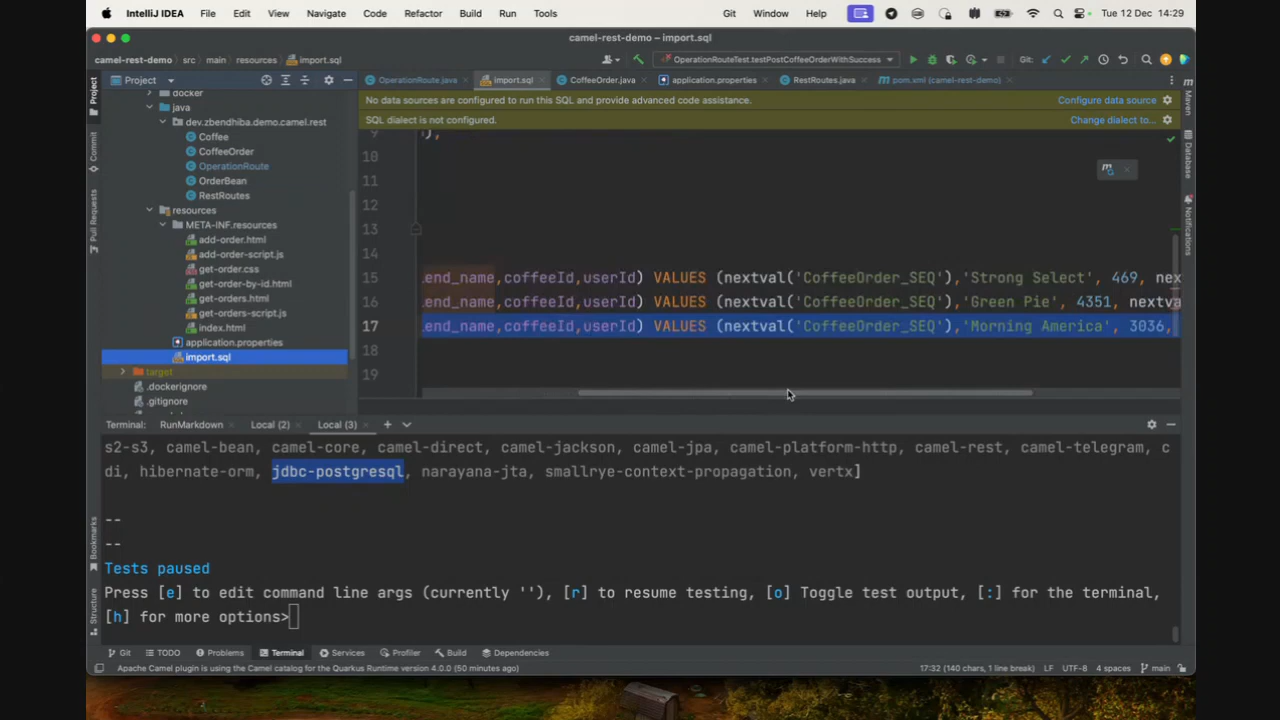 IntelliJ IDEA File Edit View Navigate Code Refactor Build Run Tools Git Window Help Tue 12 Dec 14:29
camel-rest-demo – import.sql
camel-rest-demo › src › main › resources › import.sql OperationRouteTest.testPostCoffeeOrderWithSuccess Git:
Project OperationRoute.java import.sql CoffeeOrder.java application.properties RestRoutes.java pom.xml (camel-rest-demo)
docker
java
dev.zbendhiba.demo.camel.rest
Coffee
CoffeeOrder
OperationRoute
OrderBean
RestRoutes
resources
META-INF.resources
add-order.html
add-order-script.js
get-order.css
get-order-by-id.html
get-orders.html
get-orders-script.js
index.html
application.properties
import.sql
target
.dockerignore
.gitignore
No data sources are configured to run this SQL and provide advanced code assistance. Configure data source
SQL dialect is not configured. Change dialect to...
9 '),
10
11
12
13
14
15 end_name,coffeeId,userId) VALUES (nextval('CoffeeOrder_SEQ'),'Strong Select', 469, nex
16 end_name,coffeeId,userId) VALUES (nextval('CoffeeOrder_SEQ'),'Green Pie', 4351, nextva
17 end_name,coffeeId,userId) VALUES (nextval('CoffeeOrder_SEQ'),'Morning America', 3036,
18
19
Project
Commit
Pull Requests
Bookmarks
Structure
Maven
Database
Notifications
Terminal: RunMarkdown Local (2) Local (3)
s2-s3, camel-bean, camel-core, camel-direct, camel-jackson, camel-jpa, camel-platform-http, camel-rest, camel-telegram, c
di, hibernate-orm, jdbc-postgresql, narayana-jta, smallrye-context-propagation, vertx]
--
--
Tests paused
Press [e] to edit command line args (currently ''), [r] to resume testing, [o] Toggle test output, [:] for the terminal,
[h] for more options>
Git TODO Problems Terminal Services Profiler Build Dependencies
Apache Camel plugin is using the Camel catalog for the Quarkus Runtime version 4.0.0 (50 minutes ago) 17:32 (140 chars, 1 line break) LF UTF-8 4 spaces main